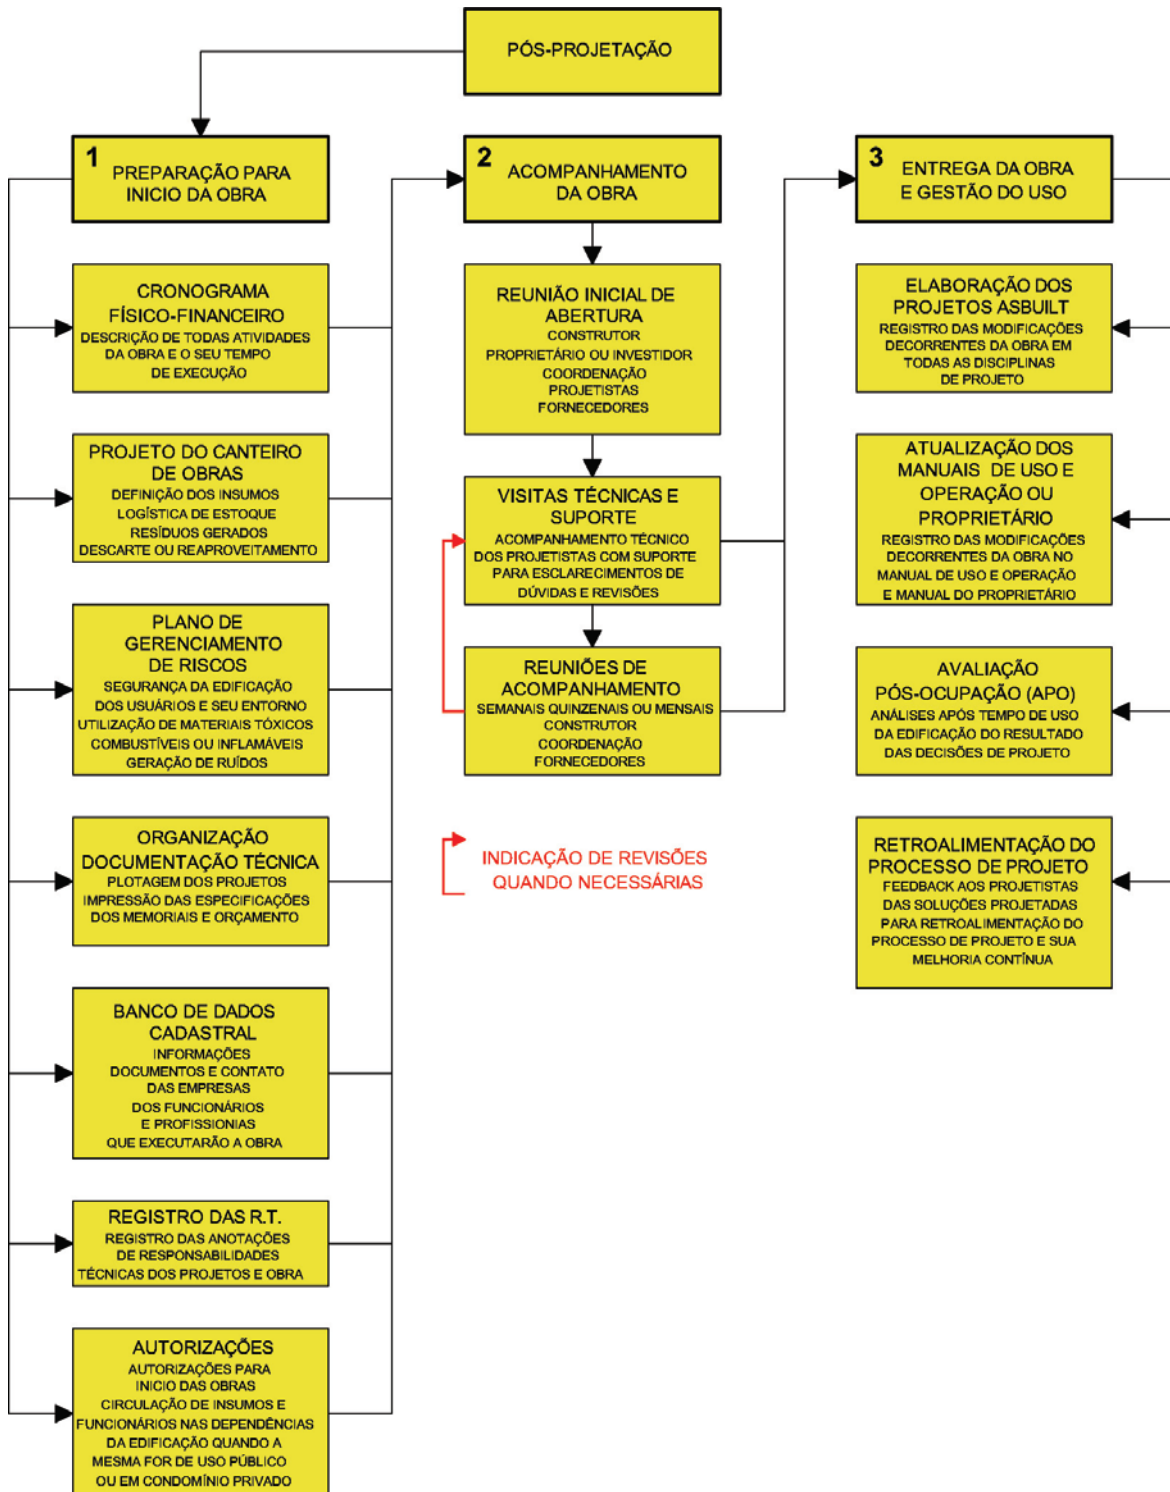 PÓS-PROJETAÇÃO
1
PREPARAÇÃO PARA
INICIO DA OBRA
CRONOGRAMA
FÍSICO-FINANCEIRO
DESCRIÇÃO DE TODAS ATIVIDADES
DA OBRA E O SEU TEMPO
DE EXECUÇÃO
PROJETO DO CANTEIRO
DE OBRAS
DEFINIÇÃO DOS INSUMOS
LOGÍSTICA DE ESTOQUE
RESÍDUOS GERADOS
DESCARTE OU REAPROVEITAMENTO
PLANO DE
GERENCIAMENTO
DE RISCOS
SEGURANÇA DA EDIFICAÇÃO
DOS USUÁRIOS E SEU ENTORNO
UTILIZAÇÃO DE MATERIAIS TÓXICOS
COMBUSTÍVEIS OU INFLAMÁVEIS
GERAÇÃO DE RUÍDOS
ORGANIZAÇÃO
DOCUMENTAÇÃO TÉCNICA
PLOTAGEM DOS PROJETOS
IMPRESSÃO DAS ESPECIFICAÇÕES
DOS MEMORIAIS E ORÇAMENTO
BANCO DE DADOS
CADASTRAL
INFORMAÇÕES
DOCUMENTOS E CONTATO
DAS EMPRESAS
DOS FUNCIONÁRIOS
E PROFISSIONIAS
QUE EXECUTARÃO A OBRA
REGISTRO DAS R.T.
REGISTRO DAS ANOTAÇÕES
DE RESPONSABILIDADES
TÉCNICAS DOS PROJETOS E OBRA
AUTORIZAÇÕES
AUTORIZAÇÕES PARA
INICIO DAS OBRAS
CIRCULAÇÃO DE INSUMOS E
FUNCIONÁRIOS NAS DEPENDÊNCIAS
DA EDIFICAÇÃO QUANDO A
MESMA FOR DE USO PÚBLICO
OU EM CONDOMÍNIO PRIVADO
2
ACOMPANHAMENTO
DA OBRA
REUNIÃO INICIAL DE
ABERTURA
CONSTRUTOR
PROPRIETÁRIO OU INVESTIDOR
COORDENAÇÃO
PROJETISTAS
FORNECEDORES
VISITAS TÉCNICAS E
SUPORTE
ACOMPANHAMENTO TÉCNICO
DOS PROJETISTAS COM SUPORTE
PARA ESCLARECIMENTOS DE
DÚVIDAS E REVISÕES
REUNIÕES DE
ACOMPANHAMENTO
SEMANAIS QUINZENAIS OU MENSAIS
CONSTRUTOR
COORDENAÇÃO
FORNECEDORES
INDICAÇÃO DE REVISÕES
QUANDO NECESSÁRIAS
3
ENTREGA DA OBRA
E GESTÃO DO USO
ELABORAÇÃO DOS
PROJETOS ASBUILT
REGISTRO DAS MODIFICAÇÕES
DECORRENTES DA OBRA EM
TODAS AS DISCIPLINAS
DE PROJETO
ATUALIZAÇÃO DOS
MANUAIS DE USO E
OPERAÇÃO OU
PROPRIETÁRIO
REGISTRO DAS MODIFICAÇÕES
DECORRENTES DA OBRA NO
MANUAL DE USO E OPERAÇÃO
E MANUAL DO PROPRIETÁRIO
AVALIAÇÃO
PÓS-OCUPAÇÃO (APO)
ANÁLISES APÓS TEMPO DE USO
DA EDIFICAÇÃO DO RESULTADO
DAS DECISÕES DE PROJETO
RETROALIMENTAÇÃO DO
PROCESSO DE PROJETO
FEEDBACK AOS PROJETISTAS
DAS SOLUÇÕES PROJETADAS
PARA RETROALIMENTAÇÃO DO
PROCESSO DE PROJETO E SUA
MELHORIA CONTÍNUA